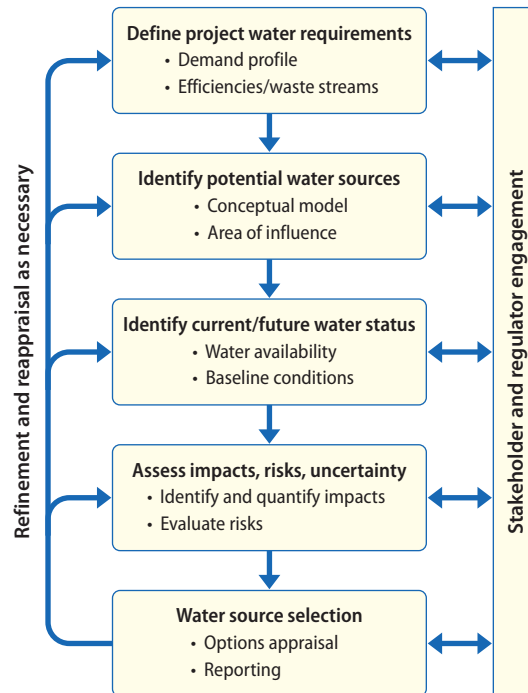 Define project water requirements
• Demand profile
• Efficiencies/waste streams
Identify potential water sources
• Conceptual model
• Area of influence
Identify current/future water status
• Water availability
• Baseline conditions
Assess impacts, risks, uncertainty
• Identify and quantify impacts
• Evaluate risks
Water source selection
• Options appraisal
• Reporting
Refinement and reappraisal as necessary
Stakeholder and regulator engagement